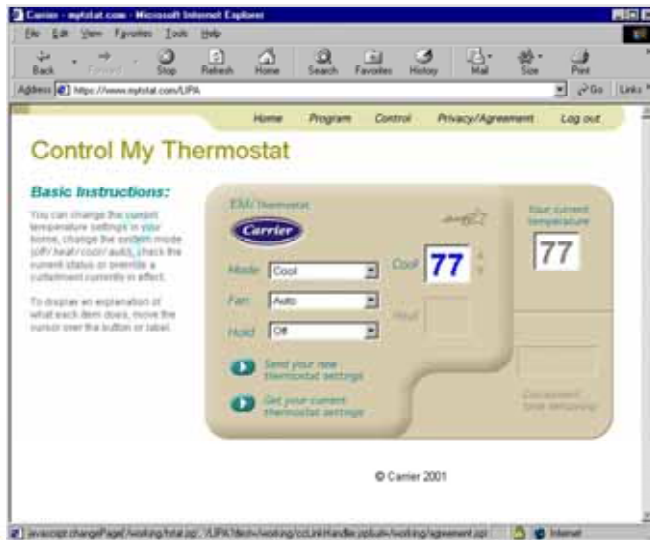 Carrier - mytstat.com - Microsoft Internet Explorer
File Edit View Favorites Tools Help
Back Forward Stop Refresh Home Search Favorites History Mail Size Print
Address https://www.mytstat.com/LIPA Go Links
Home Program Control Privacy/Agreement Log out
Control My Thermostat
Basic Instructions:
You can change the current
temperature settings in your
home, change the system mode
(off/heat/cool/auto), check the
current status or override a
curtailment currently in effect.
To display an explanation of
what each item does, move the
cursor over the button or label.
EMi Thermostat
Carrier
Mode Cool
Fan Auto
Hold Off
Cool 77
Heat
Your current
temperature
77
Send your new
thermostat settings
Get your current
thermostat settings
Curtailment
time remaining
© Carrier 2001
Internet